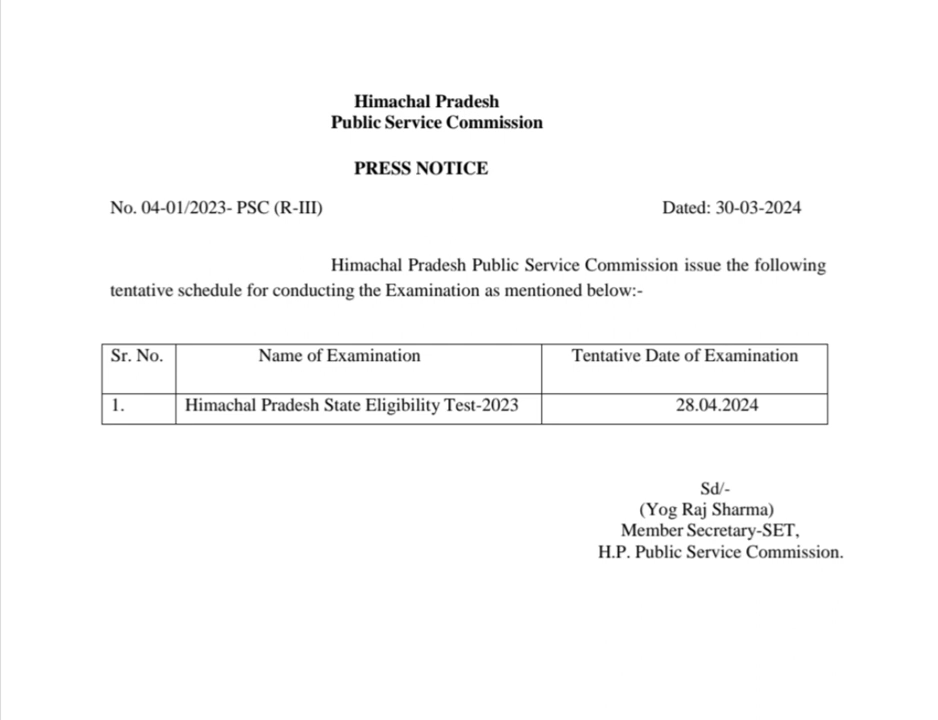 Himachal Pradesh
Public Service Commission
PRESS NOTICE
No. 04-01/2023- PSC (R-III) Dated: 30-03-2024
Himachal Pradesh Public Service Commission issue the following
tentative schedule for conducting the Examination as mentioned below:-
Sr. No. Name of Examination Tentative Date of Examination
1. Himachal Pradesh State Eligibility Test-2023 28.04.2024
Sd/-
(Yog Raj Sharma)
Member Secretary-SET,
H.P. Public Service Commission.